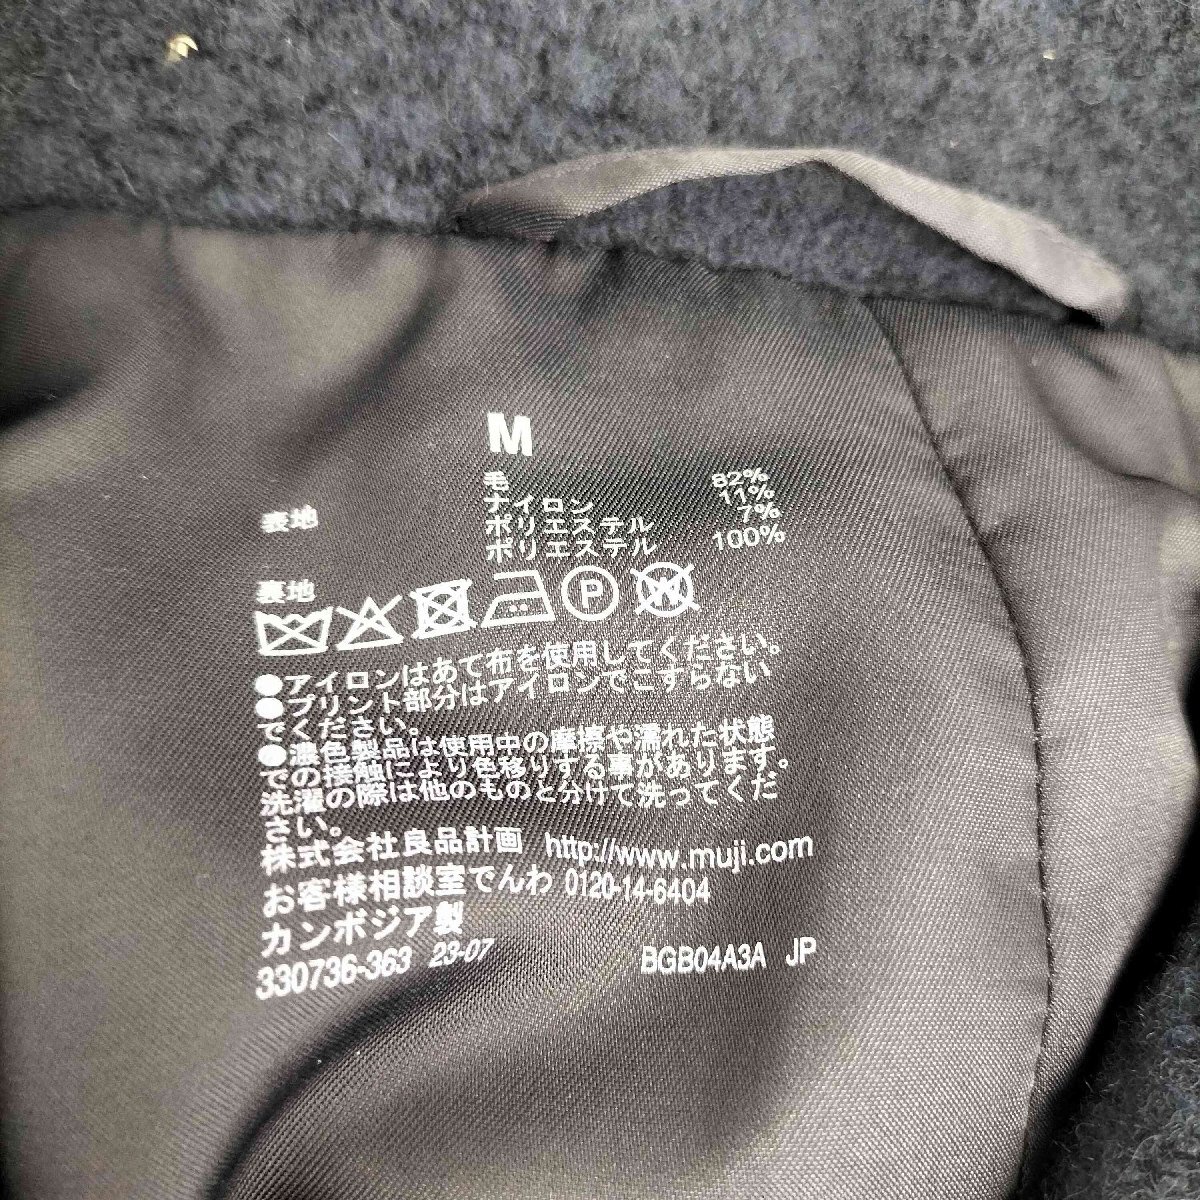 M
表地
毛 82%
ナイロン 11%
ポリエステル 7%
裏地
ポリエステル 100%
P W
●アイロンはあて布を使用してください。
●プリント部分はアイロンでこすらない
でください。
●濃色製品は使用中の摩擦や濡れた状態
での接触により色移りする事があります。
洗濯の際は他のものと分けて洗ってくだ
さい。
株式会社良品計画 http://www.muji.com
お客様相談室でんわ 0120-14-6404
カンボジア製
330736-363 23-07 BGB04A3A JP